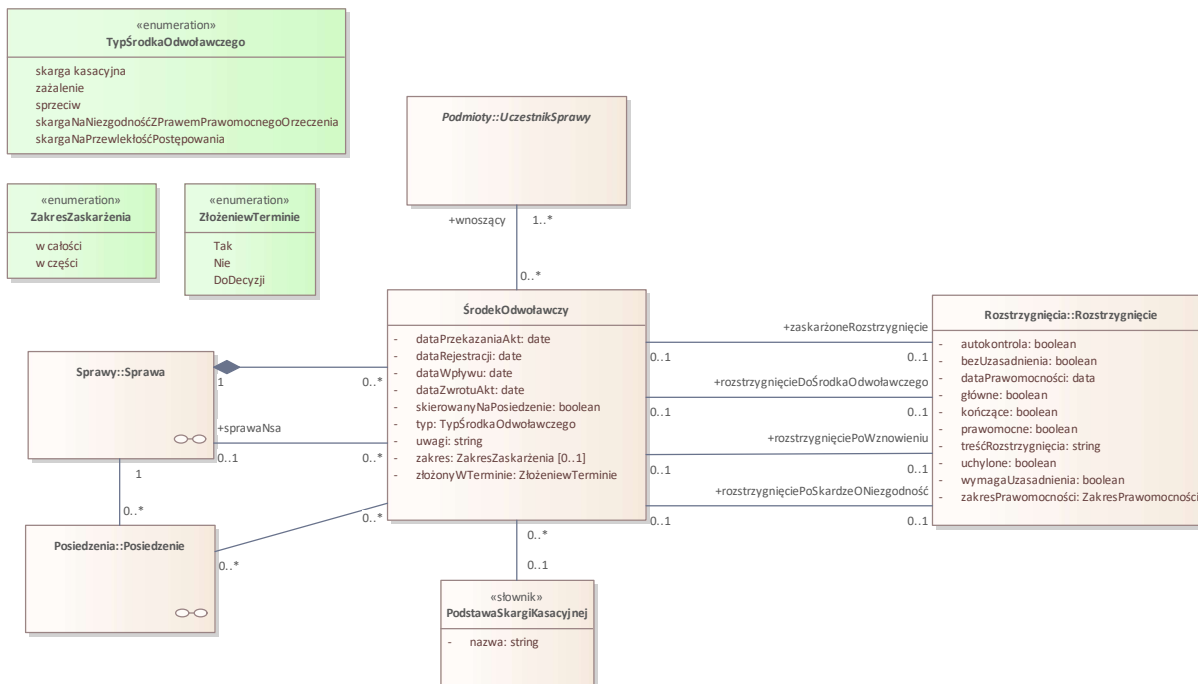 «enumeration»
TypŚrodkaOdwoławczego
skarga kasacyjna
zażalenie
sprzeciw
skargaNaNiezgodnośćZPrawemPrawomocnegoOrzeczenia
skargaNaPrzewlekłośćPostępowania
«enumeration»
ZakresZaskarżenia
w całości
w części
«enumeration»
ZłożeniewTerminie
Tak
Nie
DoDecyzji
Podmioty::UczestnikSprawy
+wnoszący
1..*
0..*
ŚrodekOdwoławczy
- dataPrzekazaniaAkt: date
- dataRejestracji: date
- dataWpływu: date
- dataZwrotuAkt: date
- skierowanyNaPosiedzenie: boolean
- typ: TypŚrodkaOdwoławczego
- uwagi: string
- zakres: ZakresZaskarżenia [0..1]
- złożonyWTerminie: ZłożeniewTerminie
Sprawy::Sprawa
1
0..*
+sprawaNsa
0..1
0..*
1
0..*
Posiedzenia::Posiedzenie
0..*
0..*
+zaskarżoneRozstrzygnięcie
0..1
0..1
+rozstrzygnięcieDoŚrodkaOdwoławczego
0..1
0..1
+rozstrzygnięciePoWznowieniu
0..1
0..1
+rozstrzygnięciePoSkardzeONiezgodność
0..1
0..1
Rozstrzygnięcia::Rozstrzygnięcie
- autokontrola: boolean
- bezUzasadnienia: boolean
- dataPrawomocności: data
- główne: boolean
- kończące: boolean
- prawomocne: boolean
- treśćRozstrzygnięcia: string
- uchylone: boolean
- wymagaUzasadnienia: boolean
- zakresPrawomocności: ZakresPrawomocności
0..*
0..1
«słownik»
PodstawaSkargiKasacyjnej
- nazwa: string